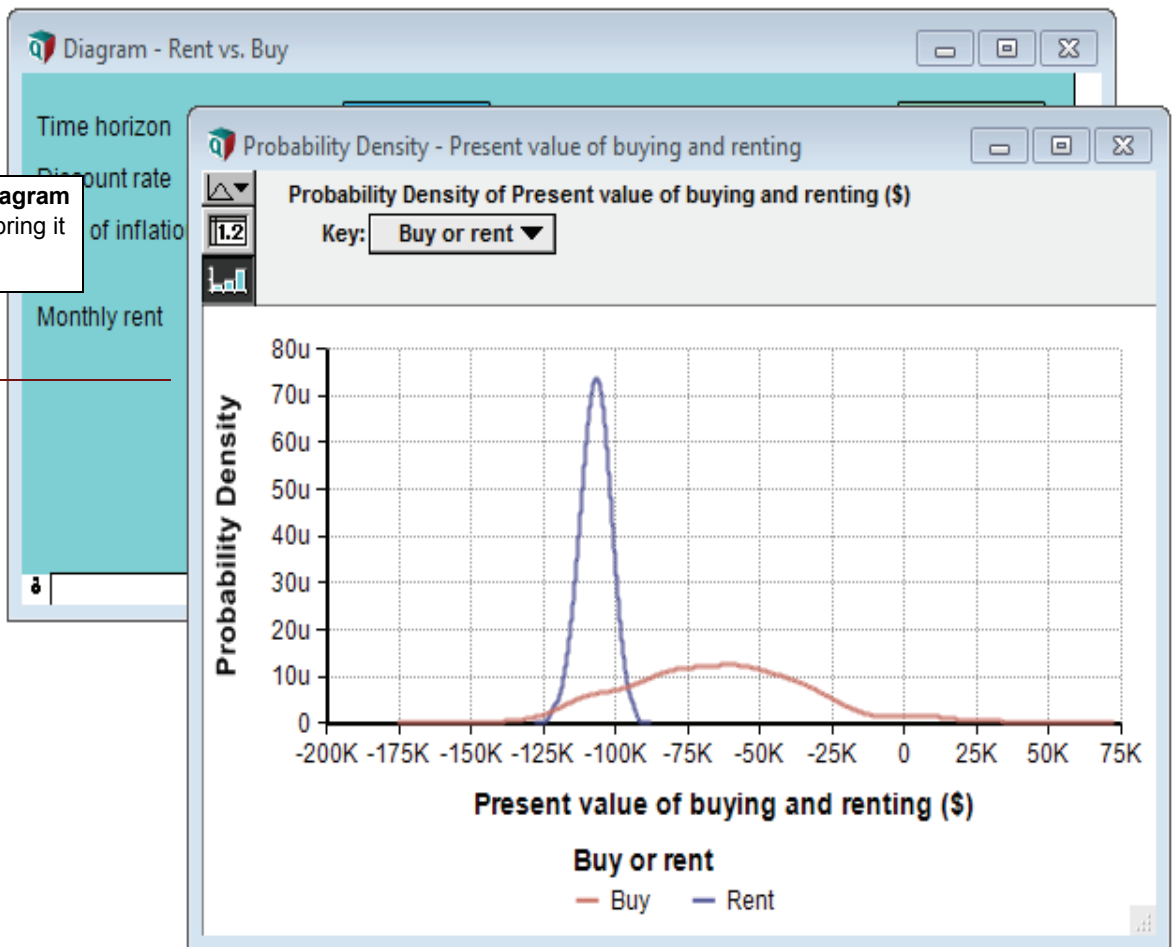 Diagram - Rent vs. Buy
Time horizon
count rate
agram
oring it
of inflatio
Monthly rent
Probability Density - Present value of buying and renting
Probability Density of Present value of buying and renting ($)
1.2
Key: Buy or rent
Probability Density
80u
70u
60u
50u
40u
30u
20u
10u
0
-200K -175K -150K -125K -100K -75K -50K -25K 0 25K 50K 75K
Present value of buying and renting ($)
Buy or rent
Buy Rent